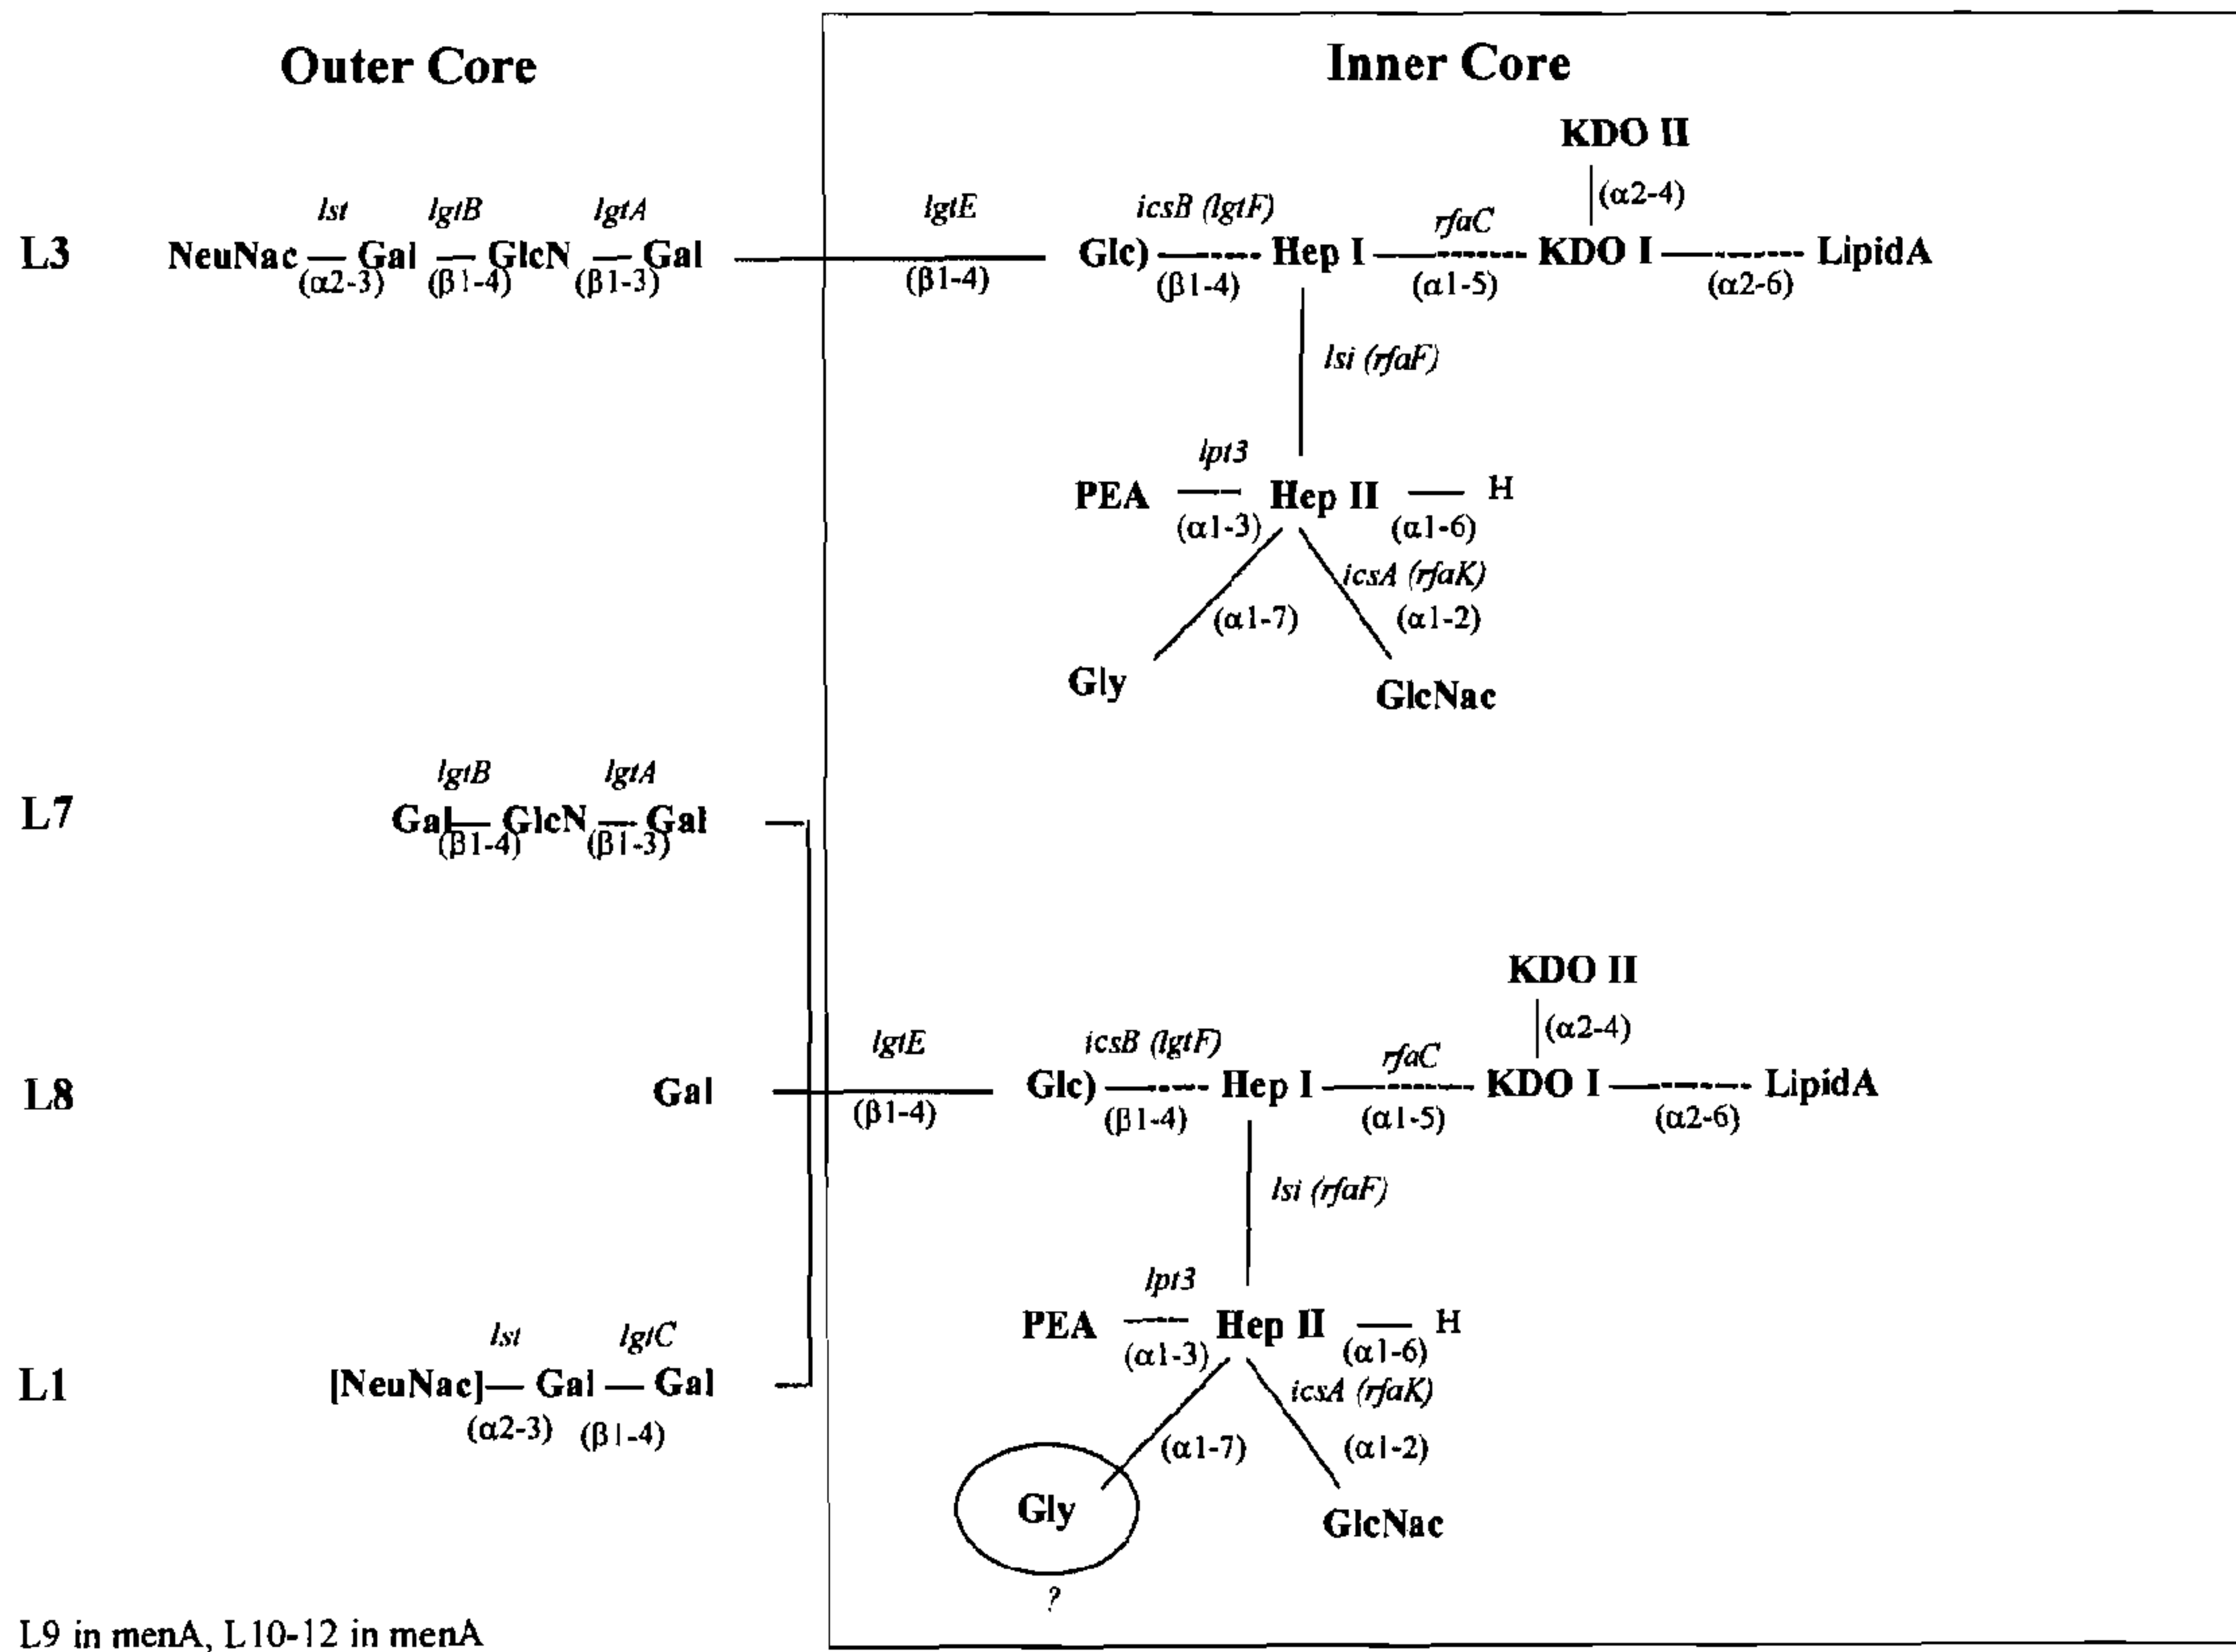 Outer Core
Inner Core
KDO II
(α2-4)
lst lgtB lgtA lgtE icsB (lgtF) rfaC
L3 NeuNac — Gal — GlcN — Gal — Glc) — Hep I — KDO I — LipidA
(α2-3) (β1-4) (β1-3) (β1-4) (β1-4) (α1-5) (α2-6)
lsi (rfaF)
lpt3
PEA — Hep II — H
(α1-3) (α1-6)
icsA (rfaK)
(α1-7) (α1-2)
Gly GlcNac
lgtB lgtA
L7 Gal — GlcN — Gal
(β1-4) (β1-3)
KDO II
(α2-4)
lgtE icsB (lgtF) rfaC
L8 Gal — Glc) — Hep I — KDO I — LipidA
(β1-4) (β1-4) (α1-5) (α2-6)
lsi (rfaF)
lpt3
PEA — Hep II — H
(α1-3) (α1-6)
lst lgtC
L1 [NeuNac] — Gal — Gal
(α2-3) (β1-4)
icsA (rfaK)
(α1-7) (α1-2)
Gly GlcNac
?
L9 in menA, L10-12 in menA